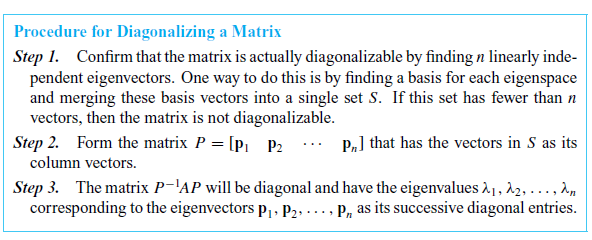 Procedure for Diagonalizing a Matrix
Step 1. Confirm that the matrix is actually diagonalizable by finding n linearly inde-
pendent eigenvectors. One way to do this is by finding a basis for each eigenspace
and merging these basis vectors into a single set S. If this set has fewer than n
vectors, then the matrix is not diagonalizable.
Step 2. Form the matrix P = [p₁ p₂ ··· pₙ] that has the vectors in S as its
column vectors.
Step 3. The matrix P⁻¹AP will be diagonal and have the eigenvalues λ₁, λ₂, . . . , λₙ
corresponding to the eigenvectors p₁, p₂, . . . , pₙ as its successive diagonal entries.